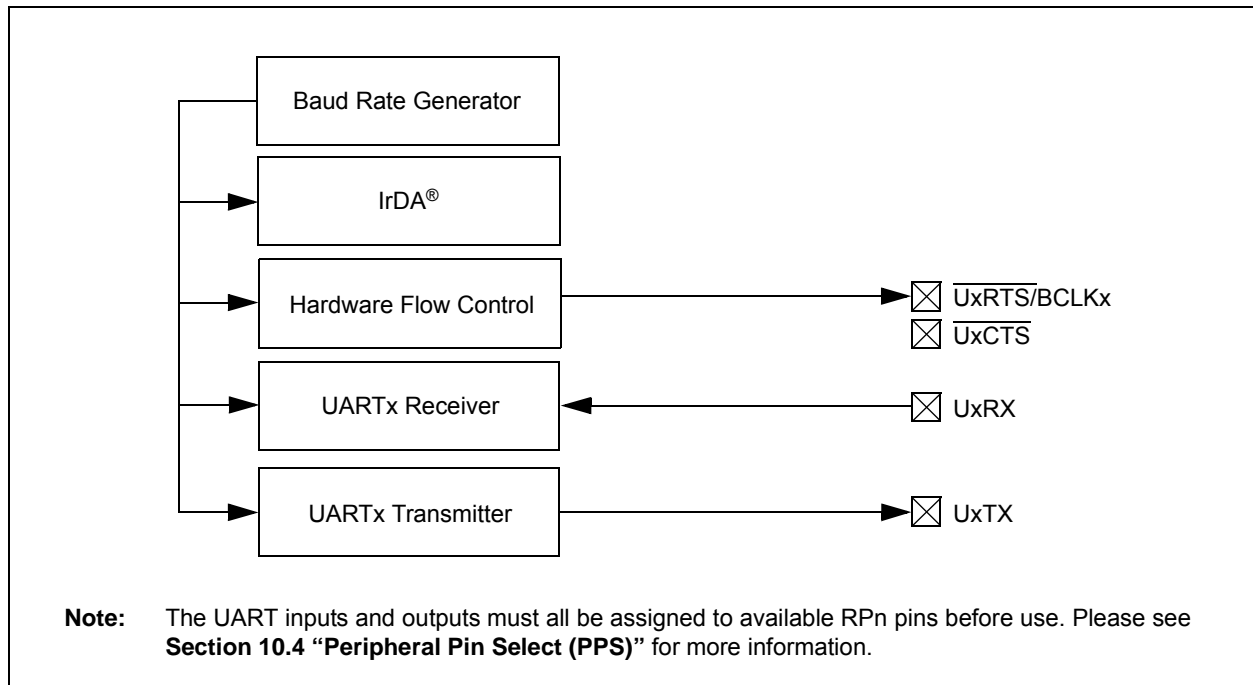 Baud Rate Generator
IrDA®
Hardware Flow Control
UxRTS/BCLKx
UxCTS
UARTx Receiver
UxRX
UARTx Transmitter
UxTX
Note: The UART inputs and outputs must all be assigned to available RPn pins before use. Please see
Section 10.4 “Peripheral Pin Select (PPS)” for more information.